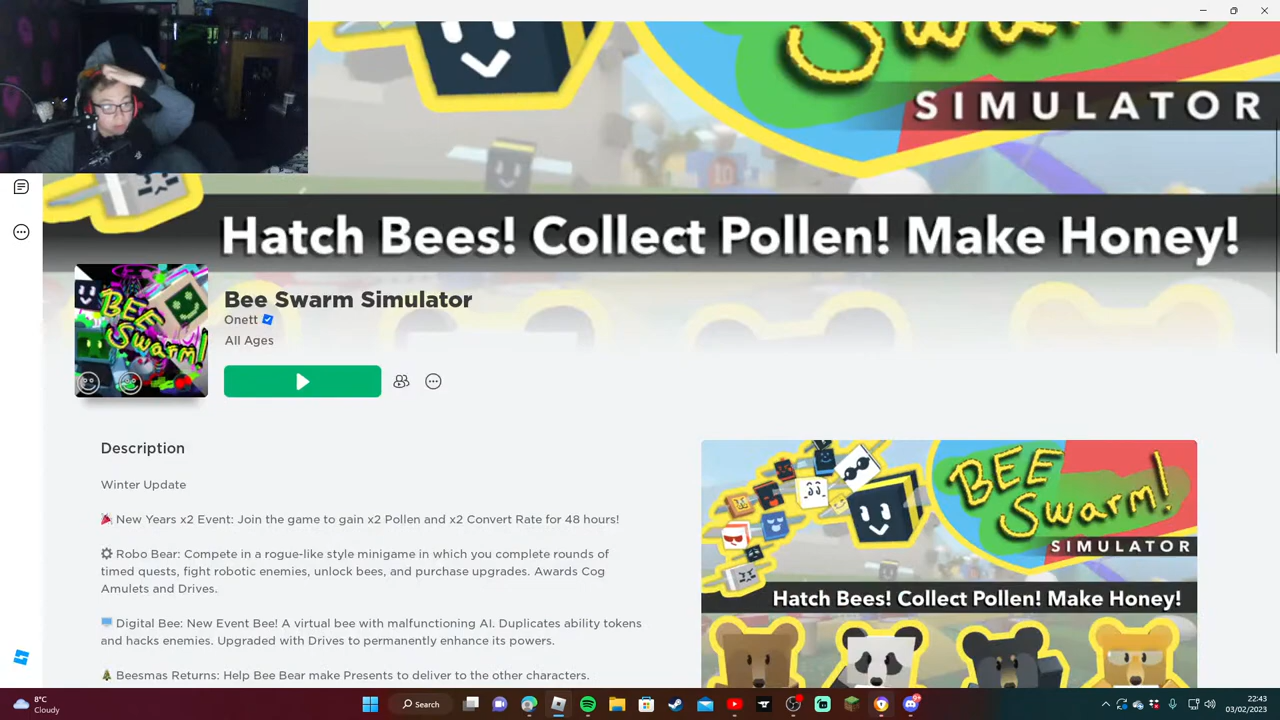 Swarm
SIMULATOR
10
Hatch Bees! Collect Pollen! Make Honey!
BEE
Swarm!
Bee Swarm Simulator
Onett
All Ages
Description
Winter Update
🎉 New Years x2 Event: Join the game to gain x2 Pollen and x2 Convert Rate for 48 hours!
⚙️ Robo Bear: Compete in a rogue-like style minigame in which you complete rounds of
timed quests, fight robotic enemies, unlock bees, and purchase upgrades. Awards Cog
Amulets and Drives.
🖥️ Digital Bee: New Event Bee! A virtual bee with malfunctioning AI. Duplicates ability tokens
and hacks enemies. Upgraded with Drives to permanently enhance its powers.
🎄 Beesmas Returns: Help Bee Bear make Presents to deliver to the other characters.
BEE
Swarm!
SIMULATOR
Hatch Bees! Collect Pollen! Make Honey!
8°C
Cloudy
Search
22:43
03/02/2023